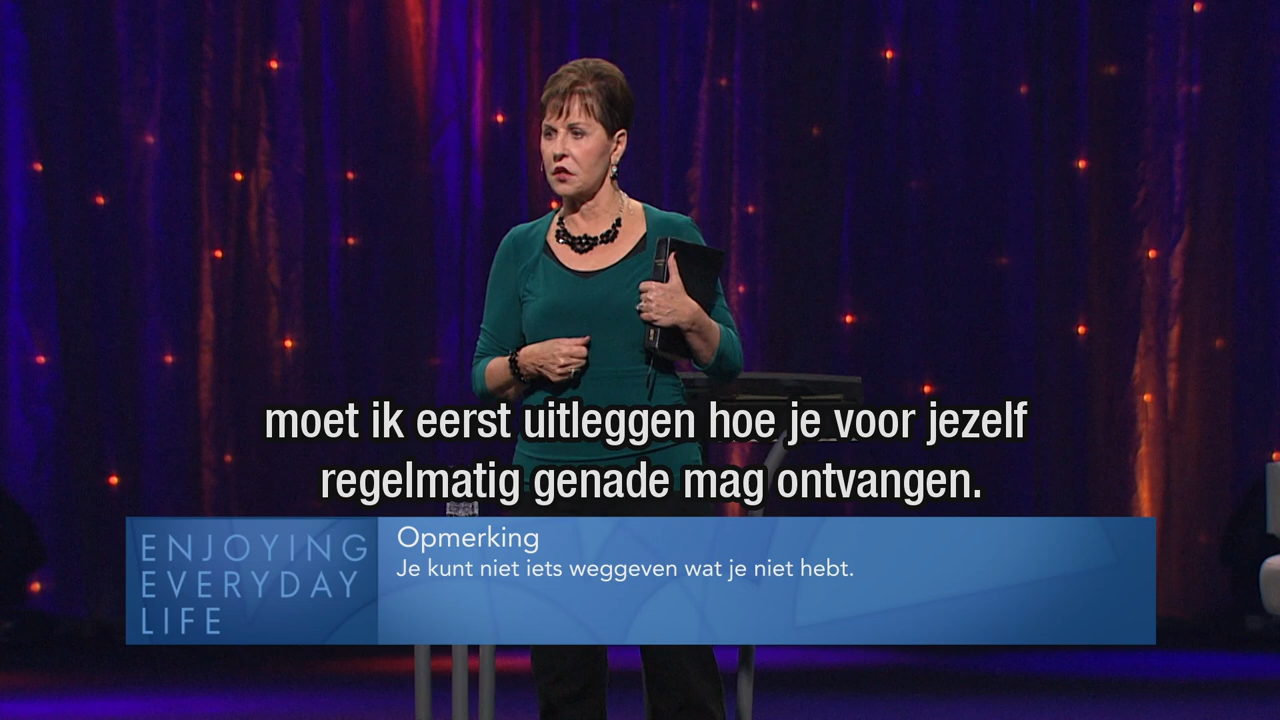 moet ik eerst uitleggen hoe je voor jezelf
regelmatig genade mag ontvangen.
ENJOYING
EVERYDAY
LIFE
Opmerking
Je kunt niet iets weggeven wat je niet hebt.